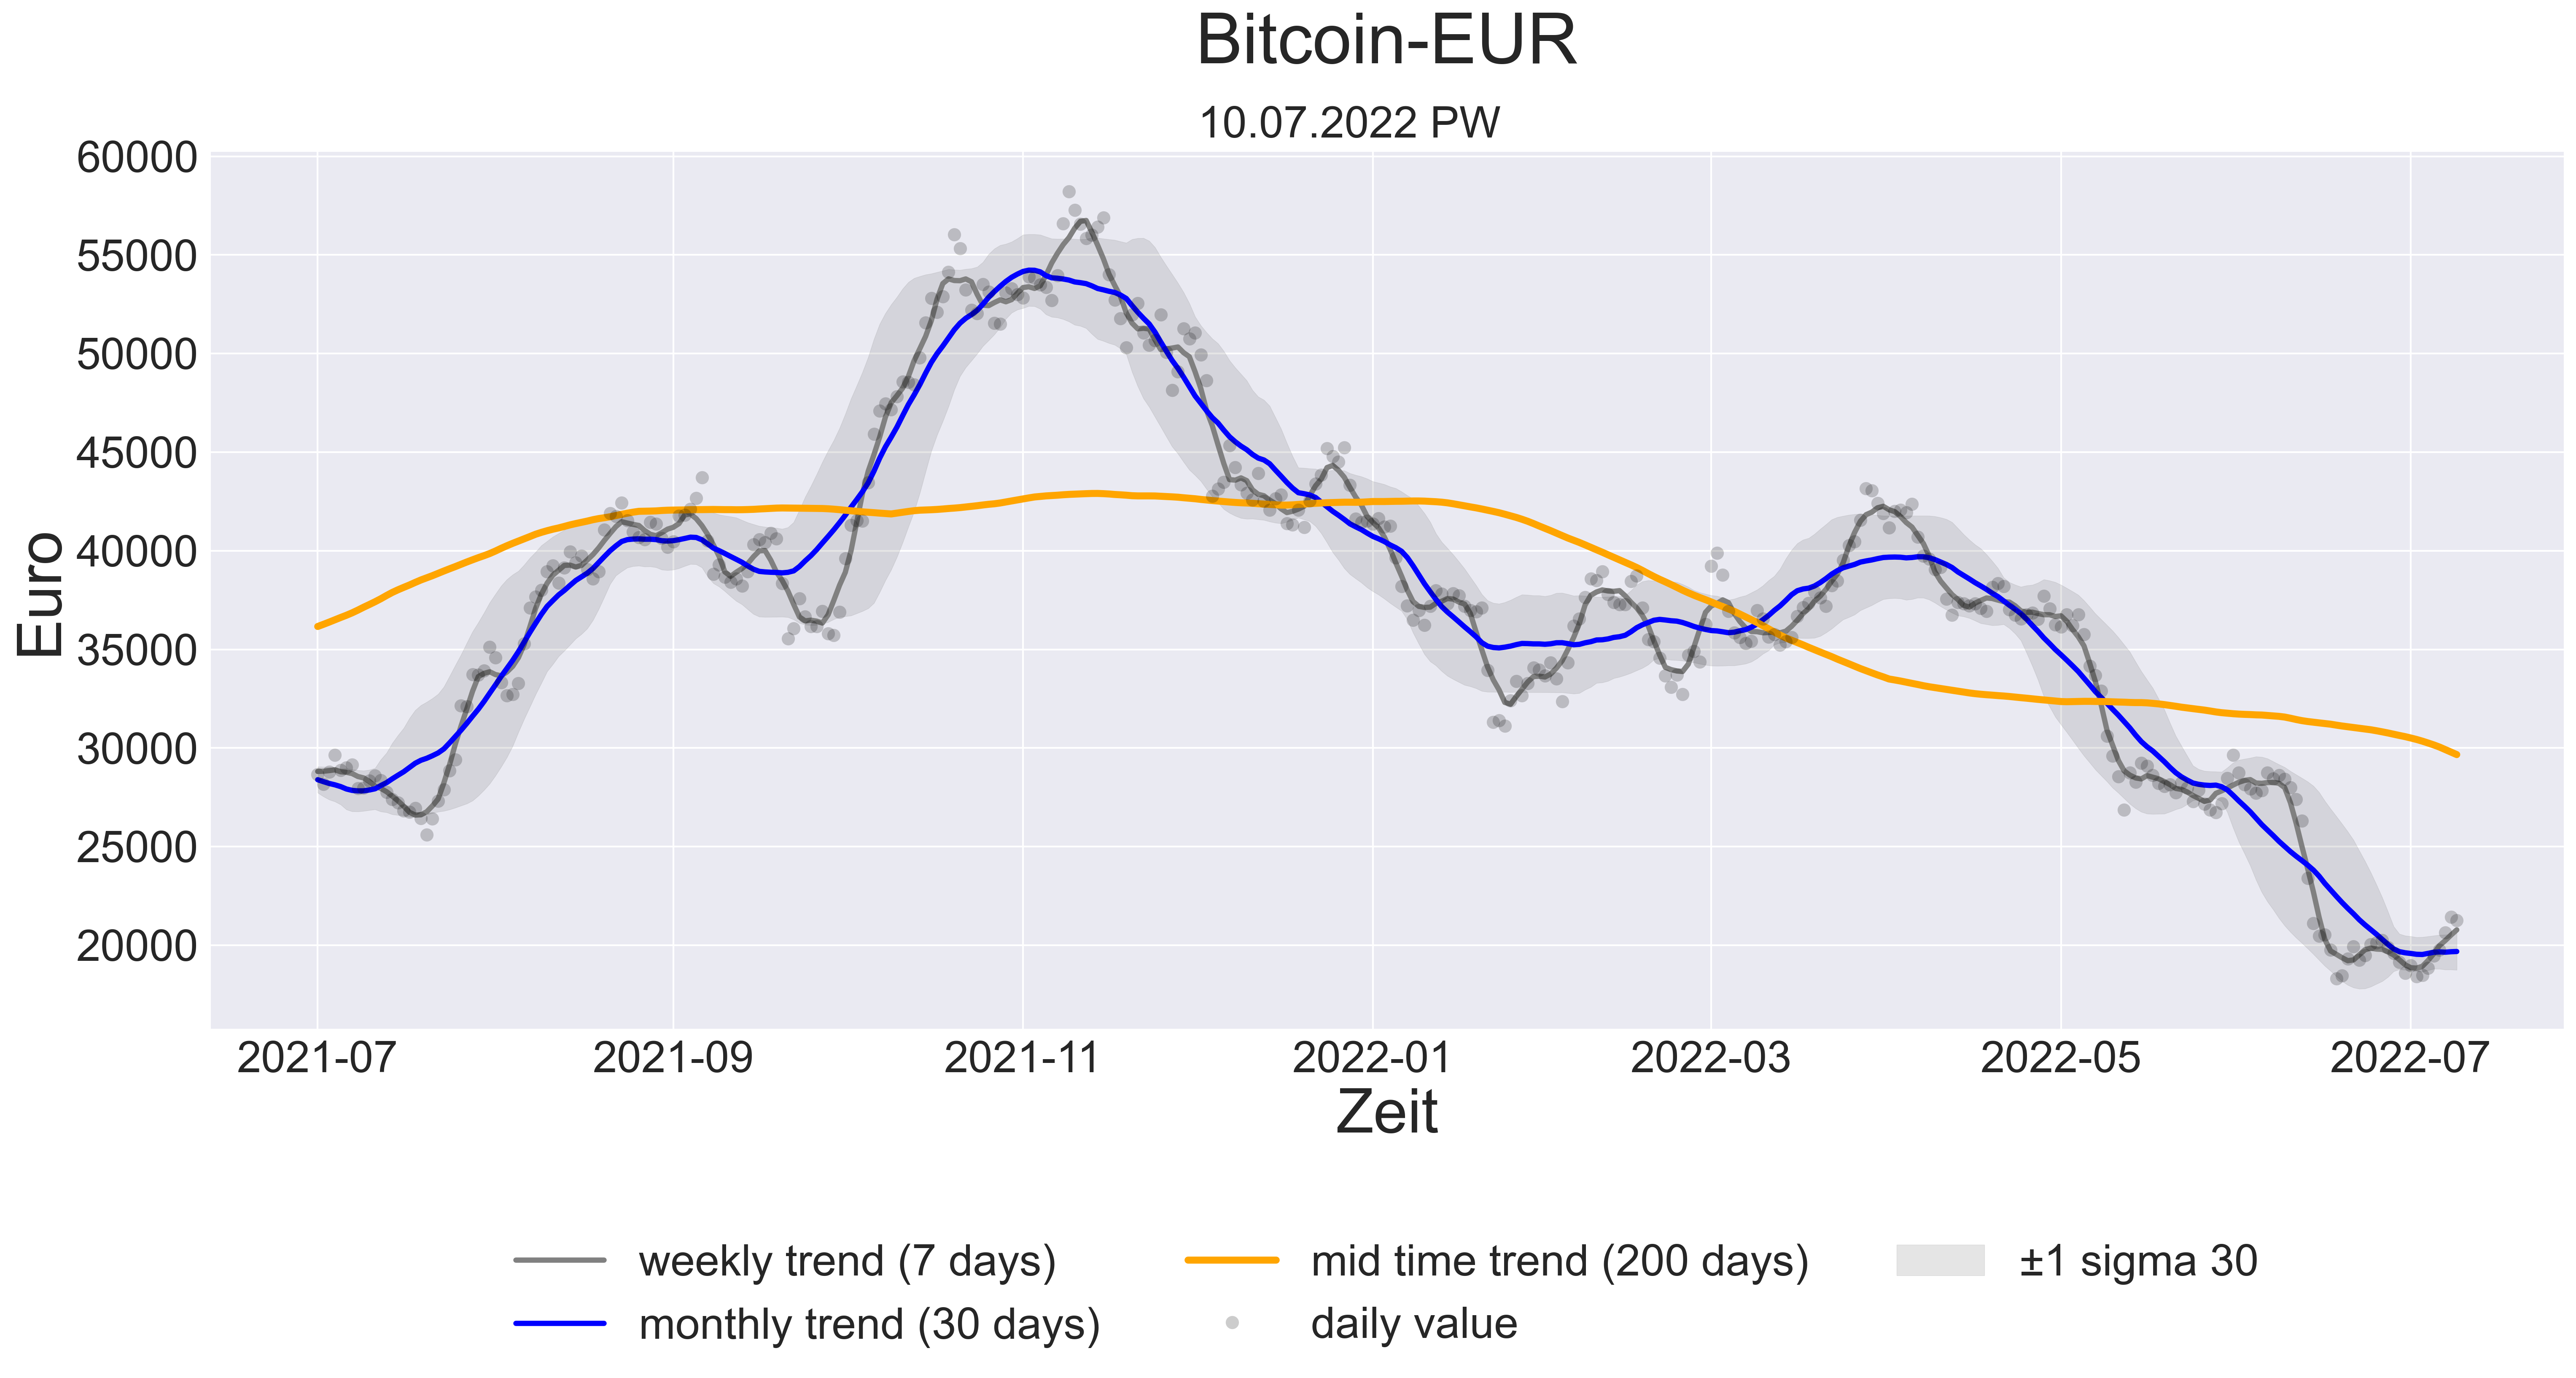 Bitcoin-EUR
10.07.2022 PW
60000
55000
50000
45000
40000
35000
30000
25000
20000
Euro
2021-07 2021-09 2021-11 2022-01 2022-03 2022-05 2022-07
Zeit
weekly trend (7 days) mid time trend (200 days) ±1 sigma 30
monthly trend (30 days) daily value